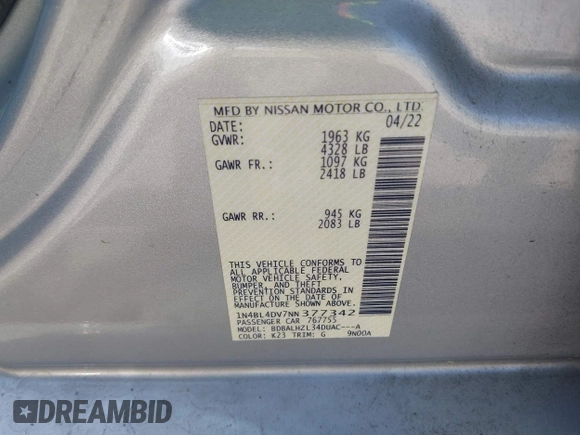 MFD BY NISSAN MOTOR CO., LTD.
DATE: 04/22
GVWR: 1963 KG
4328 LB
GAWR FR.: 1097 KG
2418 LB
GAWR RR.: 945 KG
2083 LB
THIS VEHICLE CONFORMS TO
ALL APPLICABLE FEDERAL
MOTOR VEHICLE SAFETY,
BUMPER, AND THEFT
PREVENTION STANDARDS IN
EFFECT ON THE DATE OF
MANUFACTURE SHOWN ABOVE.
1N4BL4DV7NN377342
PASSENGER CAR 767755
MODEL: BDBALHZL34DUAC---A
COLOR: K23 TRIM: G 9N00A
DREAMBID